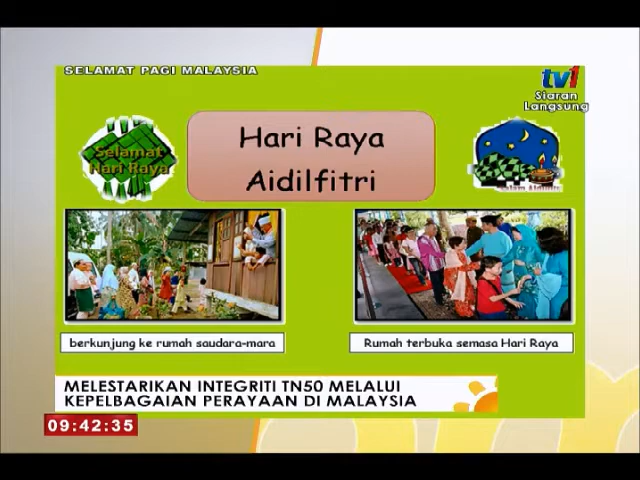 SELAMAT PAGI MALAYSIA
tv1
Siaran
Langsung
Hari Raya
Aidilfitri
Selamat
Hari Raya
berkunjung ke rumah saudara-mara
Rumah terbuka semasa Hari Raya
MELESTARIKAN INTEGRITI TN50 MELALUI
KEPELBAGAIAN PERAYAAN DI MALAYSIA
09:42:35